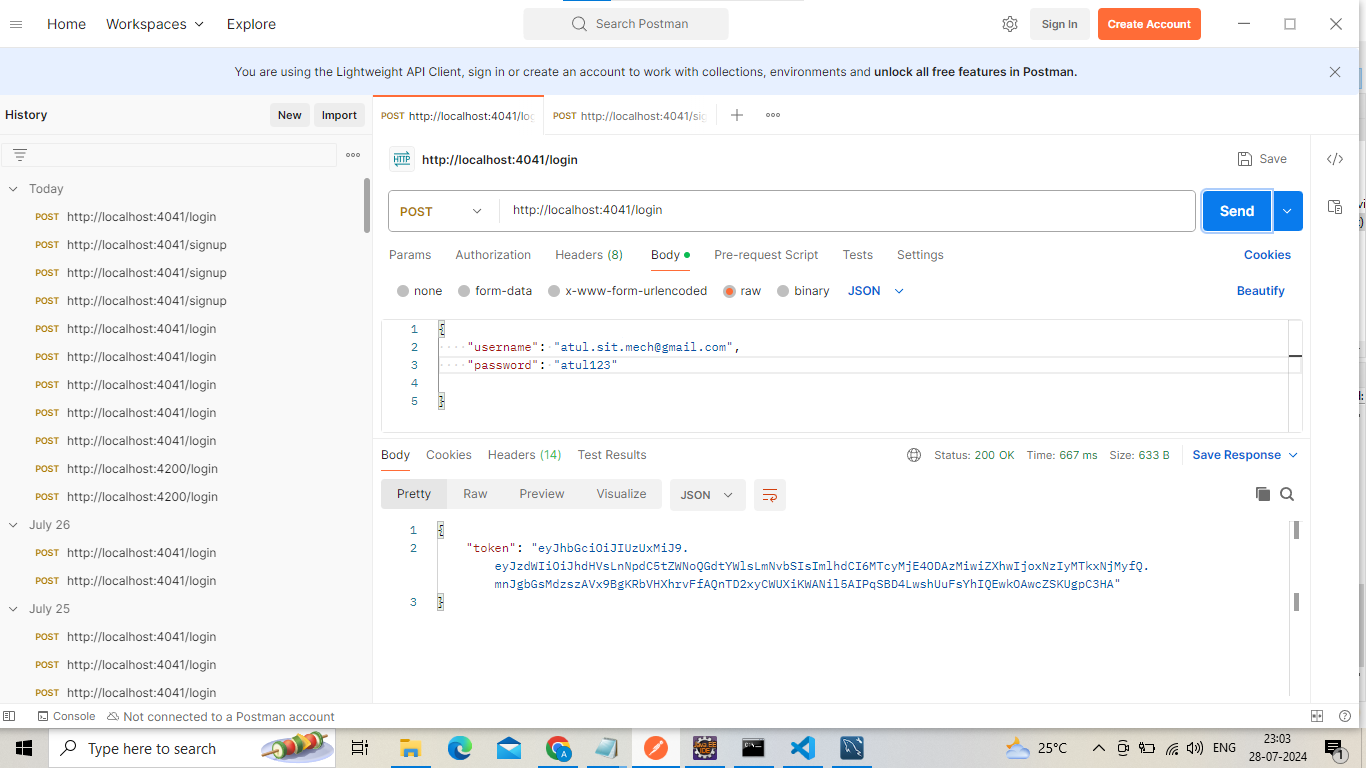 Home
Workspaces
Explore
Search Postman
Sign In
Create Account
You are using the Lightweight API Client, sign in or create an account to work with collections, environments and unlock all free features in Postman.
History
New
Import
POST http://localhost:4041/log
POST http://localhost:4041/sig
HTTP
http://localhost:4041/login
Save
Today
POST http://localhost:4041/login
POST http://localhost:4041/signup
POST http://localhost:4041/signup
POST http://localhost:4041/signup
POST http://localhost:4041/login
POST http://localhost:4041/login
POST http://localhost:4041/login
POST http://localhost:4041/login
POST http://localhost:4041/login
POST http://localhost:4200/login
POST http://localhost:4200/login
July 26
POST http://localhost:4041/login
POST http://localhost:4041/login
July 25
POST http://localhost:4041/login
POST http://localhost:4041/login
POST http://localhost:4041/login
POST
http://localhost:4041/login
Send
Params
Authorization
Headers (8)
Body
Pre-request Script
Tests
Settings
Cookies
none
form-data
x-www-form-urlencoded
raw
binary
JSON
Beautify
1 {
2 "username": "atul.sit.mech@gmail.com",
3 "password": "atul123"
4
5 }
Body
Cookies
Headers (14)
Test Results
Status: 200 OK
Time: 667 ms
Size: 633 B
Save Response
Pretty
Raw
Preview
Visualize
JSON
1 {
2 "token": "eyJhbGciOiJIUzUxMiJ9.
eyJzdWIiOiJhdHVsLnNpdC5tZWNoQGdtYWlsLmNvbSIsImlhdCI6MTcyMjE4ODAzMiwiZXhwIjoxNzIyMTkxNjMyfQ.
mnJgbGsMdzszAVx9BgKRbVHXhrvFfAQnTD2xyCWUXiKWANil5AIPqSBD4LwshUuFsYhIQEwkOAwcZSKUgpC3HA"
3 }
Console
Not connected to a Postman account
Type here to search
25°C
ENG
23:03
28-07-2024
1